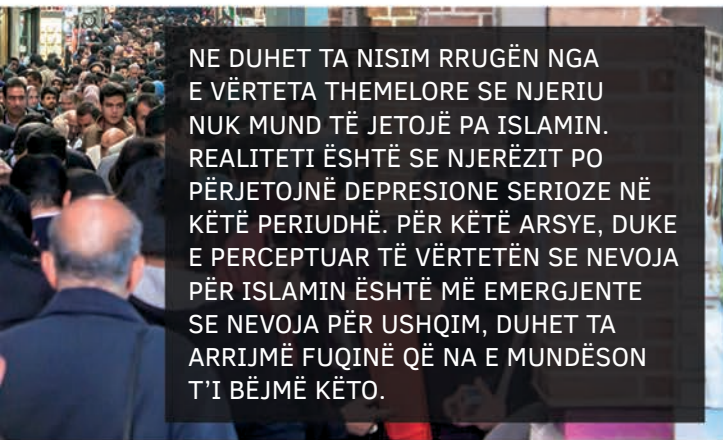 NE DUHET TA NISIM RRUGËN NGA
E VËRTETA THEMELORE SE NJERIU
NUK MUND TË JETOJË PA ISLAMIN.
REALITETI ËSHTË SE NJERËZIT PO
PËRJETOJNË DEPRESIONE SERIOZE NË
KËTË PERIUDHË. PËR KËTË ARSYE, DUKE
E PERCEPTUAR TË VËRTETËN SE NEVOJA
PËR ISLAMIN ËSHTË MË EMERGJENTE
SE NEVOJA PËR USHQIM, DUHET TA
ARRIJMË FUQINË QË NA E MUNDËSON
T’I BËJMË KËTO.